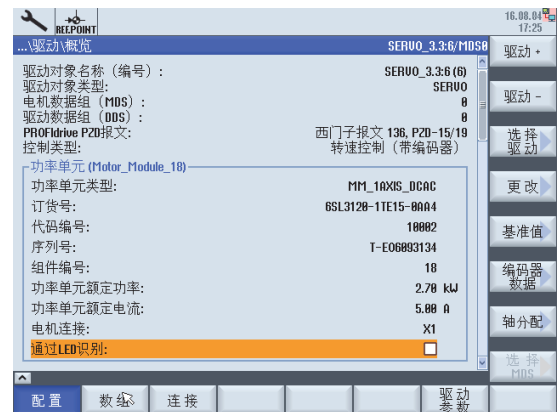 REF.POINT
16.08.04
17:25
...\驱动\概览 SERVO_3.3:6/MDS0
驱动对象名称（编号）: SERVO_3.3:6 (6)
驱动对象类型: SERVO
电机数据组（MDS）: 0
驱动数据组（DDS）: 0
PROFIdrive PZD报文: 西门子报文 136, PZD-15/19
控制类型: 转速控制（带编码器）
功率单元 (Motor_Module_18)
功率单元类型: MM_1AXIS_DCAC
订货号: 6SL3120-1TE15-0AA4
代码编号: 10002
序列号: T-E06093134
组件编号: 18
功率单元额定功率: 2.70 kW
功率单元额定电流: 5.00 A
电机连接: X1
通过LED识别:
驱动 +
驱动 -
选择
驱动
更改
基准值
编码器
数据
轴分配
选择
MDS
配置 数组 连接 驱动
参数